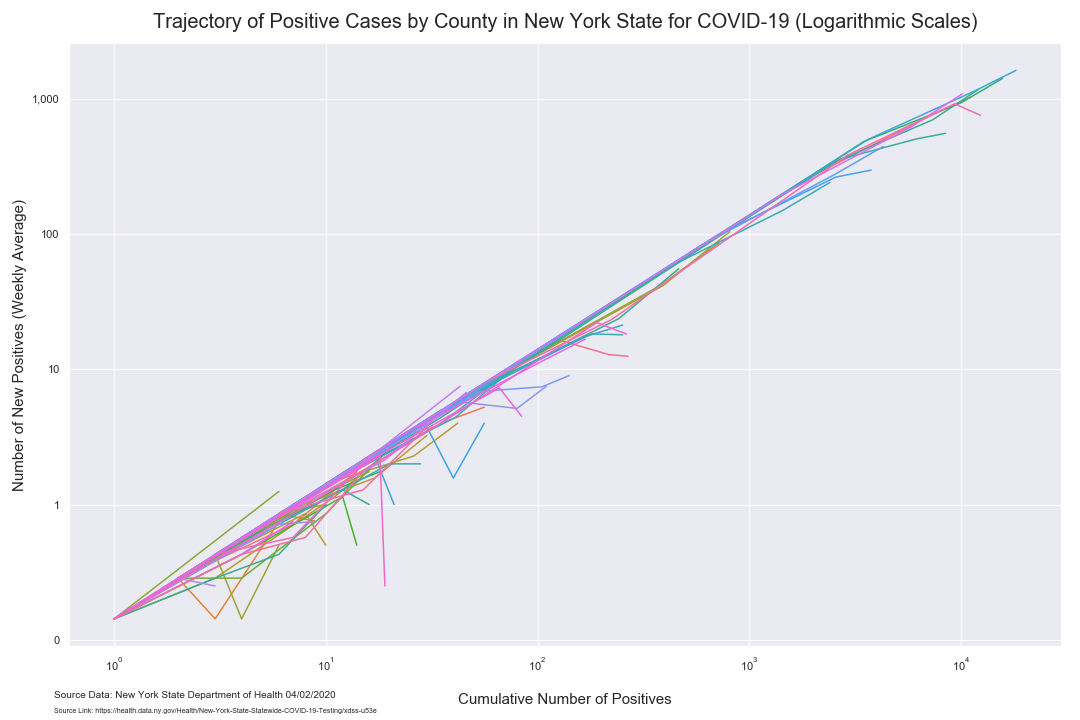 Trajectory of Positive Cases by County in New York State for COVID-19 (Logarithmic Scales)
Number of New Positives (Weekly Average)
1,000
100
10
1
0
10⁰
10¹
10²
10³
10⁴
Cumulative Number of Positives
Source Data: New York State Department of Health 04/02/2020
Source Link: https://health.data.ny.gov/Health/New-York-State-Statewide-COVID-19-Testing/xdss-u53e